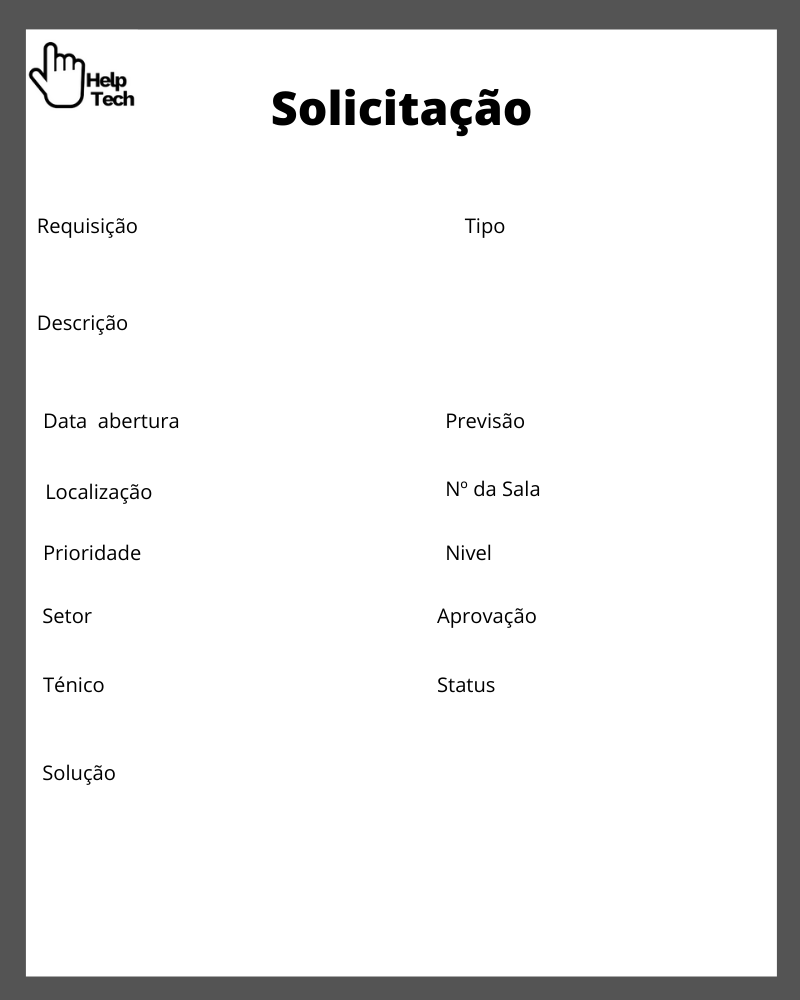 Help
Tech
Solicitação
Requisição
Tipo
Descrição
Data  abertura
Previsão
Localização
Nº da Sala
Prioridade
Nivel
Setor
Aprovação
Ténico
Status
Solução